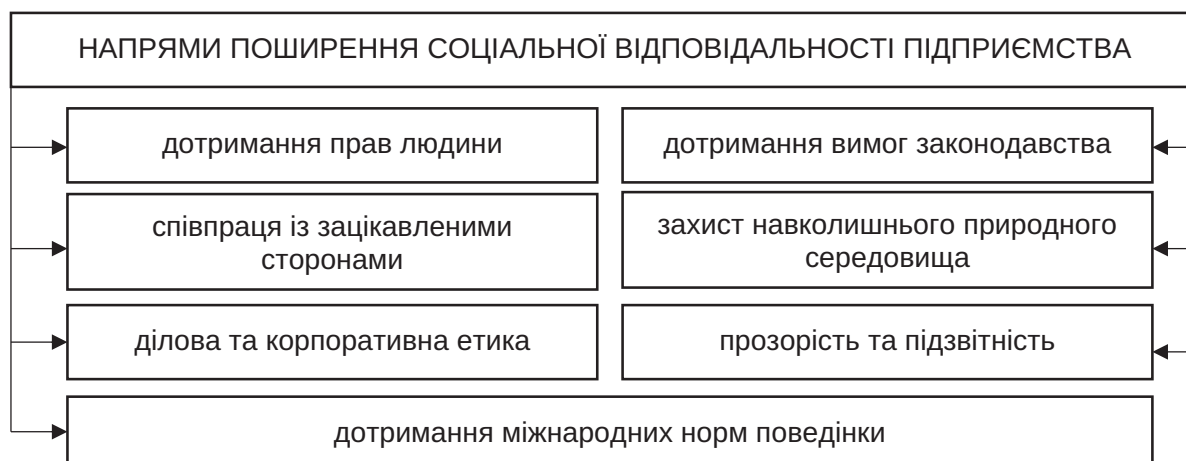 НАПРЯМИ ПОШИРЕННЯ СОЦІАЛЬНОЇ ВІДПОВІДАЛЬНОСТІ ПІДПРИЄМСТВА
дотримання прав людини
дотримання вимог законодавства
співпраця із зацікавленими
сторонами
захист навколишнього природного
середовища
ділова та корпоративна етика
прозорість та підзвітність
дотримання міжнародних норм поведінки